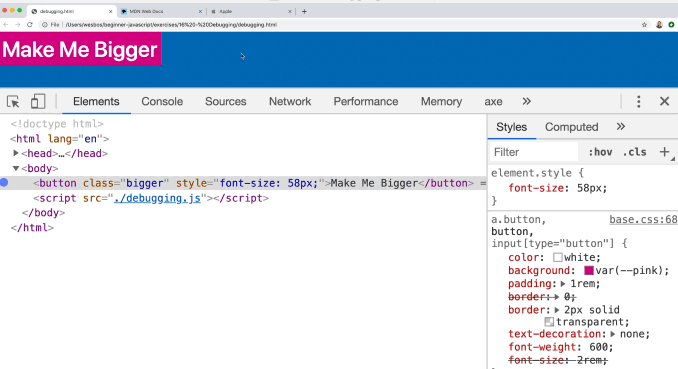 debugging.html
MDN Web Docs
Apple
File
/Users/wesbos/beginner-javascript/exercises/16%20-%20Debugging/debugging.html
Make Me Bigger
Elements Console Sources Network Performance Memory axe »
<!doctype html>
<html lang="en">
<head>…</head>
<body>
<button class="bigger" style="font-size: 58px;">Make Me Bigger</button> =
<script src="./debugging.js"></script>
</body>
</html>
Styles Computed »
Filter :hov .cls +
element.style {
font-size: 58px;
}
a.button, base.css:68
button,
input[type="button"] {
color: white;
background: var(--pink);
padding: 1rem;
border: 0;
border: 2px solid
transparent;
text-decoration: none;
font-weight: 600;
font-size: 2rem;